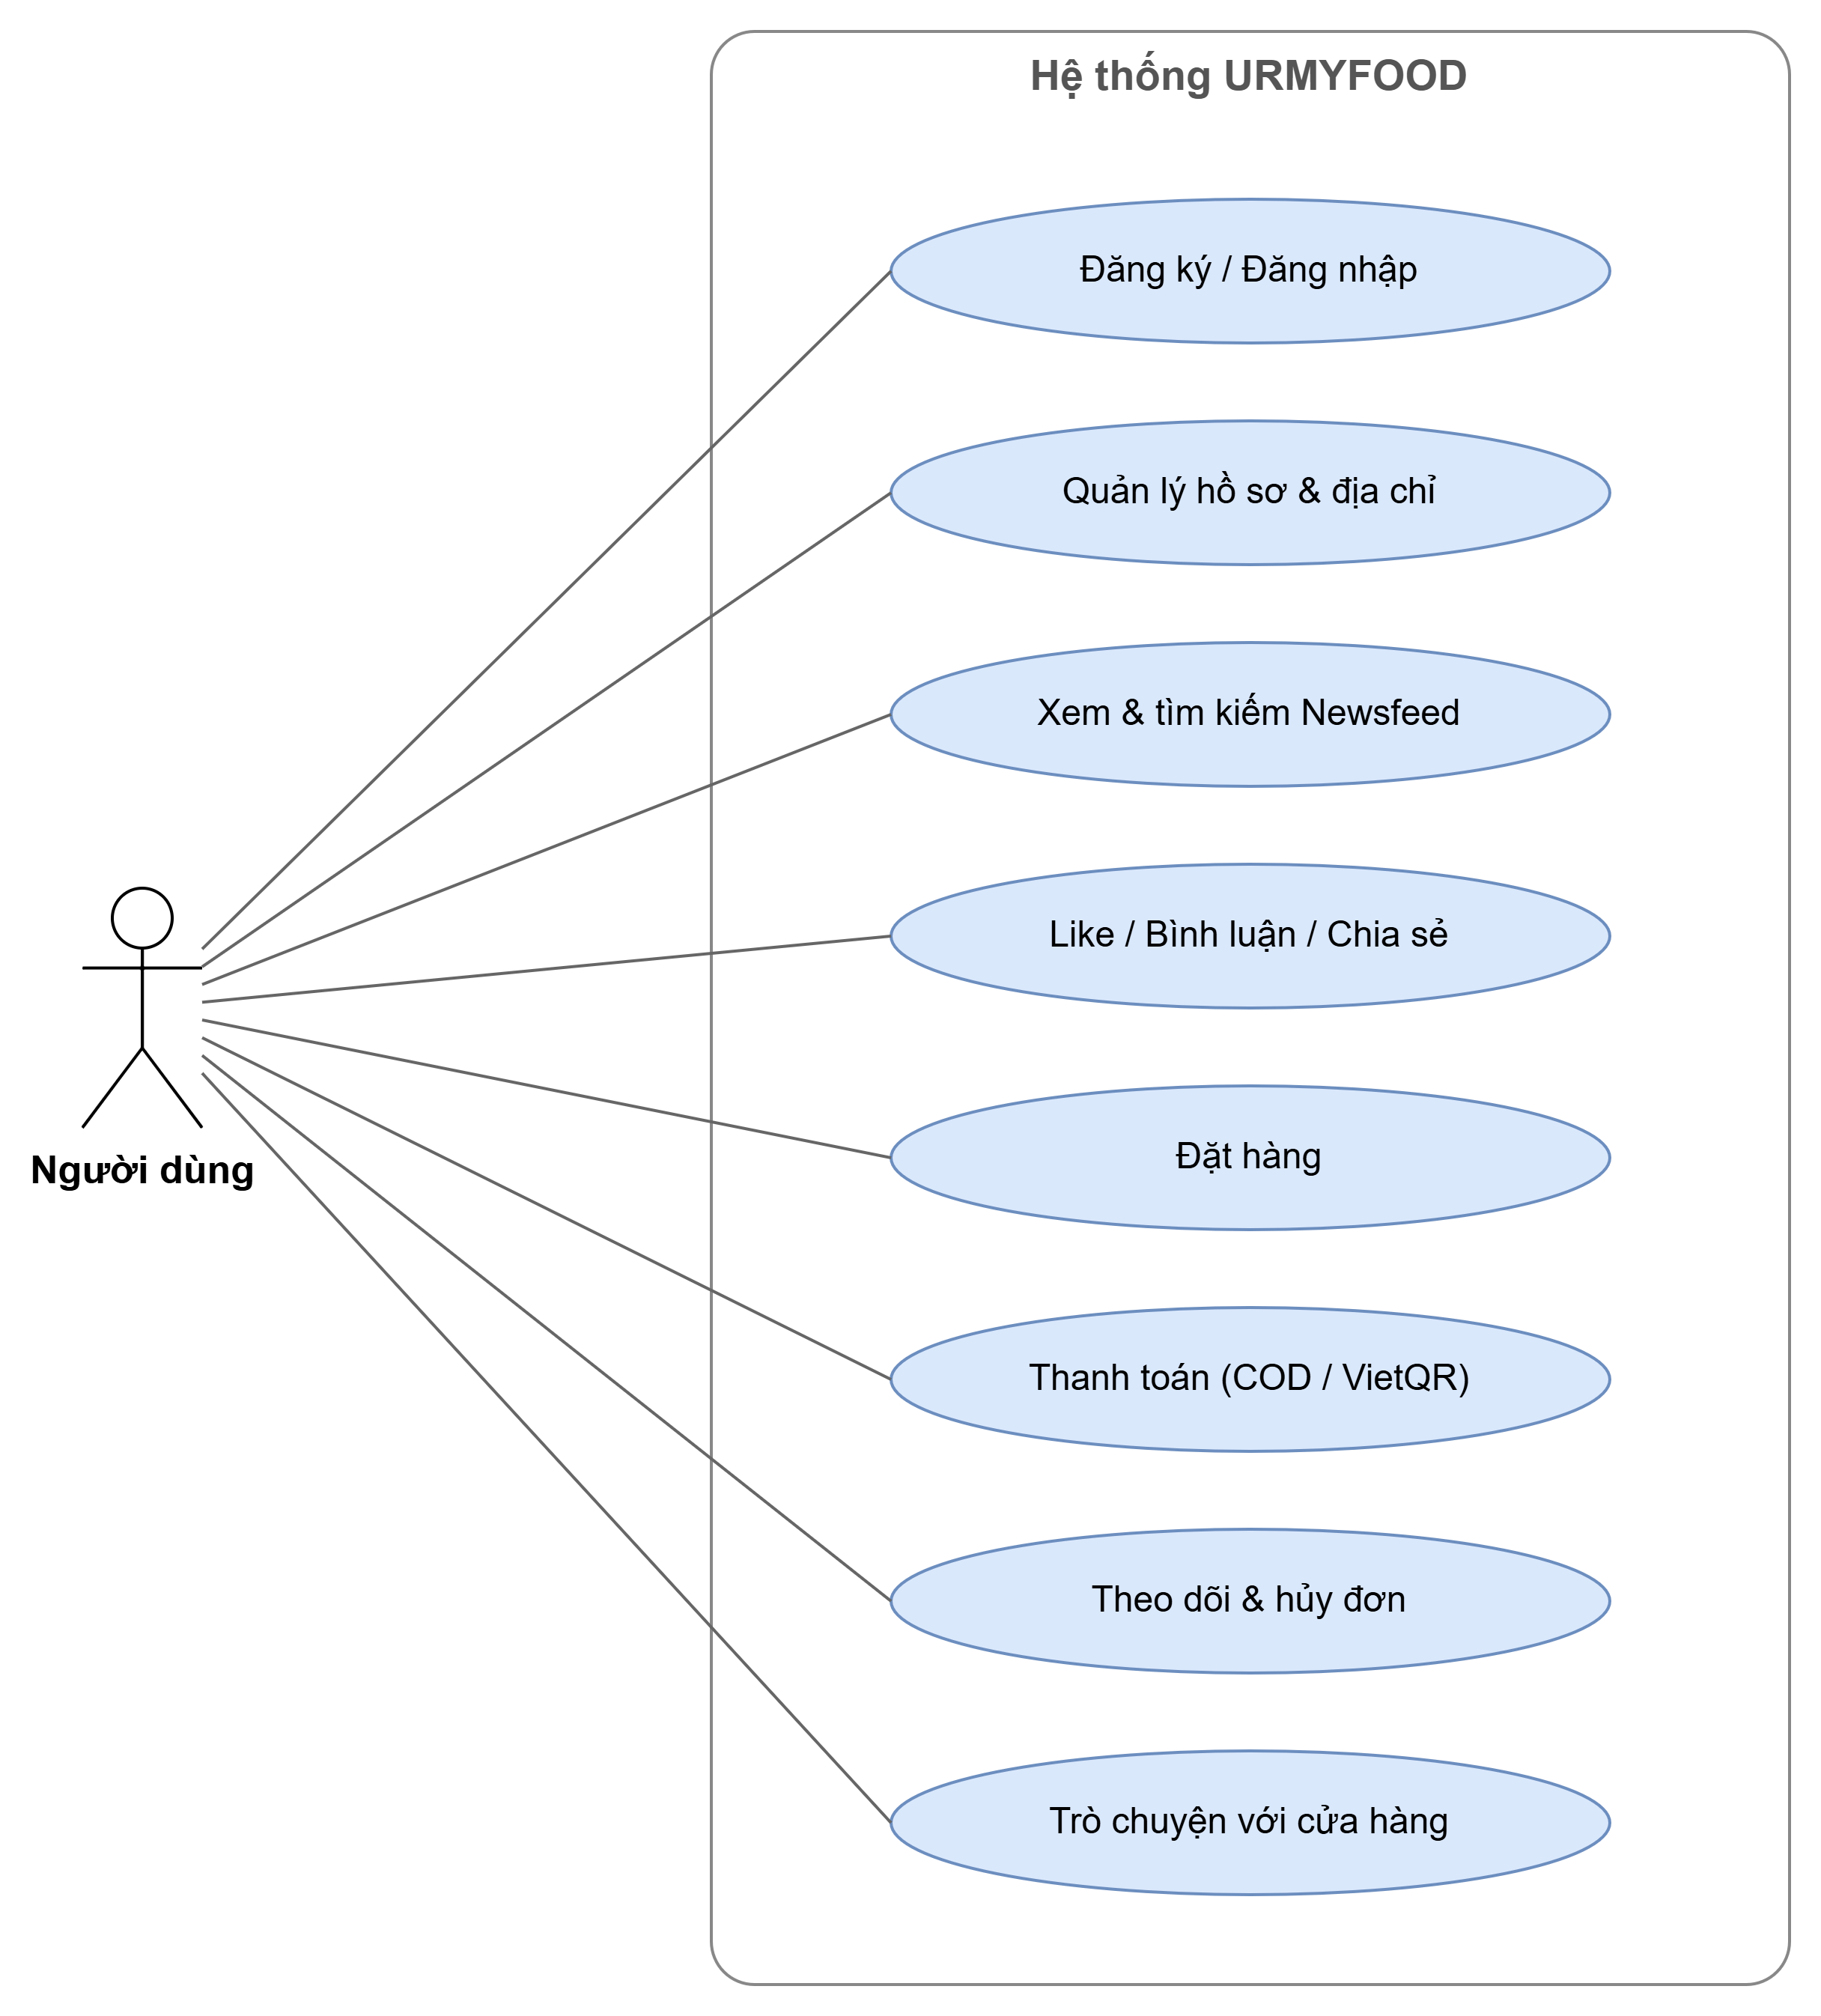 Hệ thống URMYFOOD
Đăng ký / Đăng nhập
Quản lý hồ sơ & địa chỉ
Xem & tìm kiếm Newsfeed
Like / Bình luận / Chia sẻ
Người dùng
Đặt hàng
Thanh toán (COD / VietQR)
Theo dõi & hủy đơn
Trò chuyện với cửa hàng